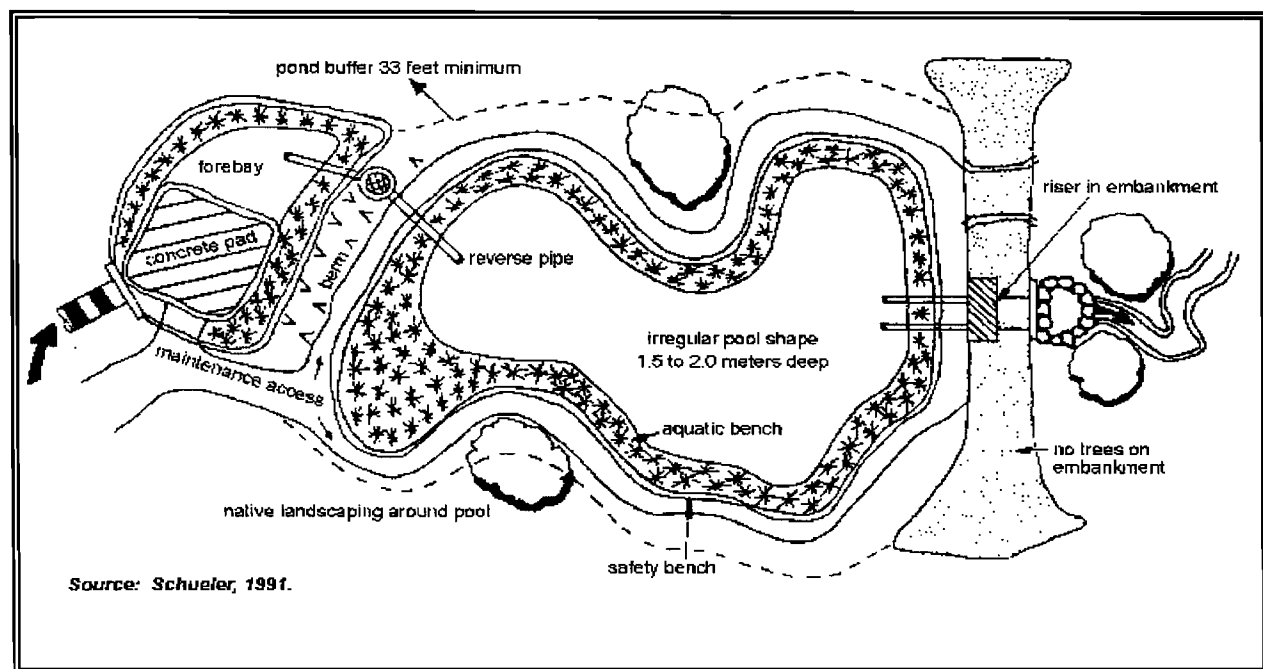 pond buffer 33 feet minimum
forebay
concrete pad
berm
reverse pipe
riser in embankment
irregular pool shape
1.5 to 2.0 meters deep
maintenance access
aquatic bench
no trees on
embankment
native landscaping around pool
safety bench
Source: Schueler, 1991.